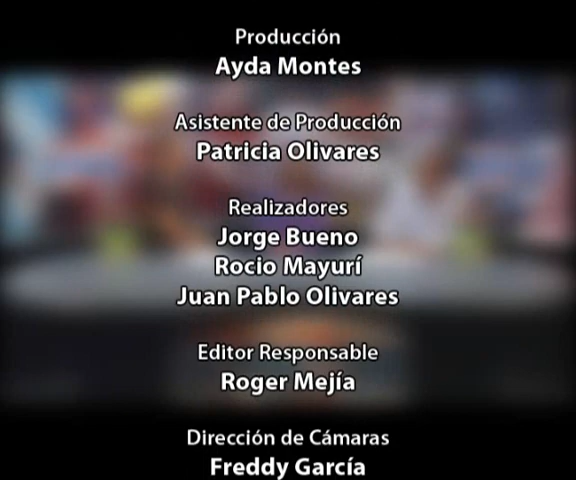 Producción
Ayda Montes
Asistente de Producción
Patricia Olivares
Realizadores
Jorge Bueno
Rocio Mayurí
Juan Pablo Olivares
Editor Responsable
Roger Mejía
Dirección de Cámaras
Freddy García